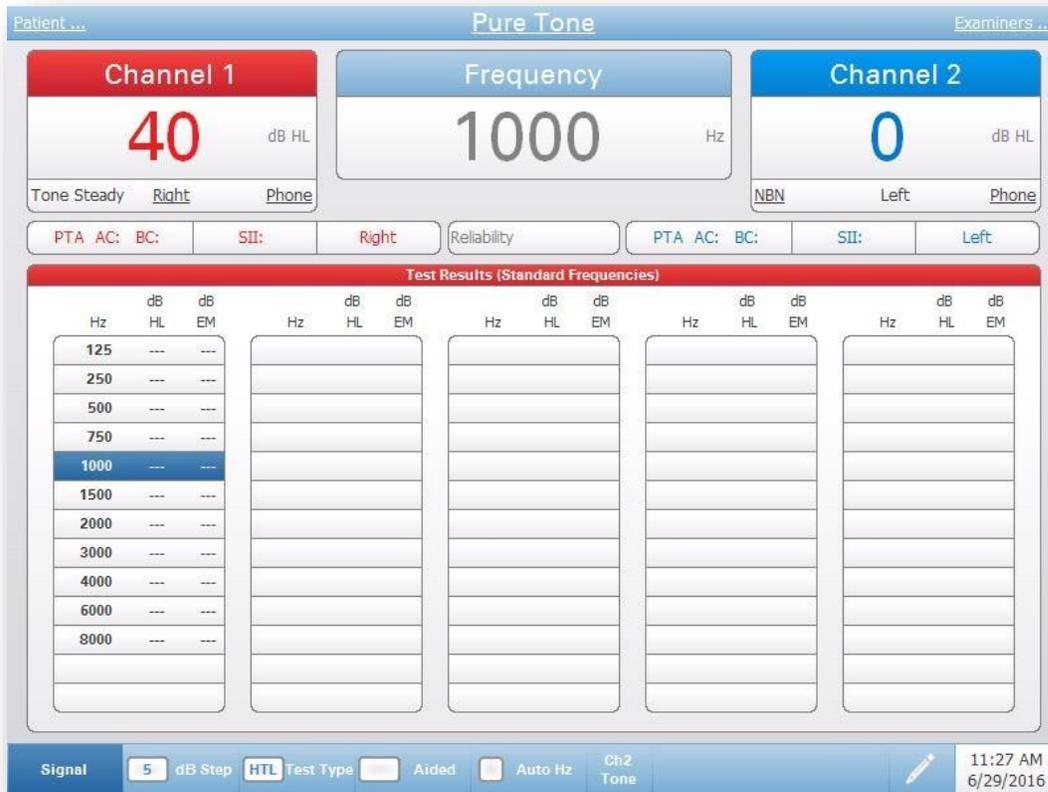 Patient ... Pure Tone Examiners ..
Channel 1 Frequency Channel 2
40 dB HL 1000 Hz 0 dB HL
Tone Steady Right Phone NBN Left Phone
PTA AC: BC: SII: Right Reliability PTA AC: BC: SII: Left
Test Results (Standard Frequencies)
dB dB dB dB dB dB dB dB dB dB
Hz HL EM Hz HL EM Hz HL EM Hz HL EM Hz HL EM
125 --- ---
250 --- ---
500 --- ---
750 --- ---
1000 --- ---
1500 --- ---
2000 --- ---
3000 --- ---
4000 --- ---
6000 --- ---
8000 --- ---
Signal 5 dB Step HTL Test Type Aided Auto Hz Ch2 Tone
11:27 AM
6/29/2016